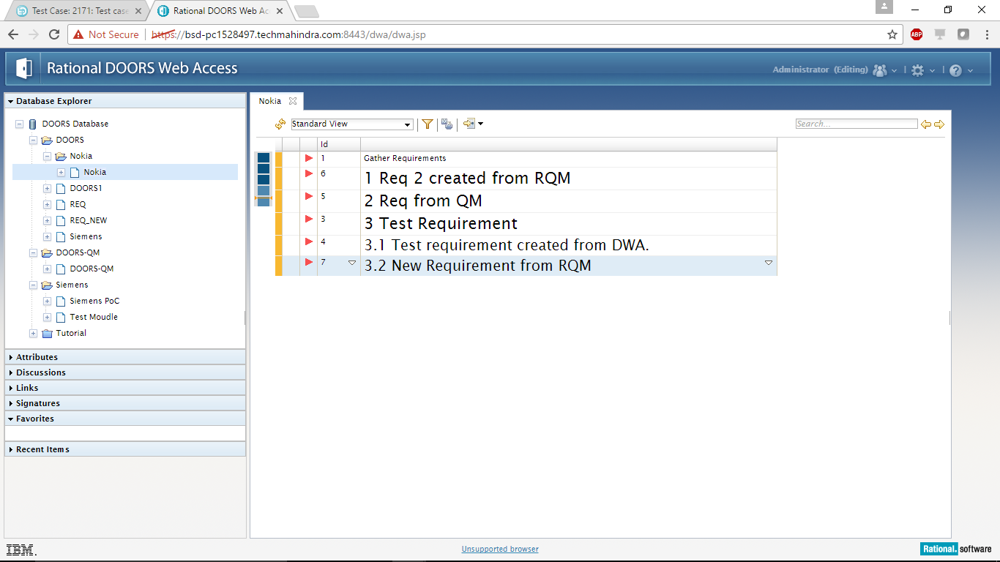 Test Case: 2171: Test case
Rational DOORS Web Ac
Not Secure
https://bsd-pc1528497.techmahindra.com:8443/dwa/dwa.jsp
ABP
Rational DOORS Web Access
Administrator (Editing)
Database Explorer
DOORS Database
DOORS
Nokia
Nokia
DOORS1
REQ
REQ_NEW
Siemens
DOORS-QM
DOORS-QM
Siemens
Siemens PoC
Test Moudle
Tutorial
Attributes
Discussions
Links
Signatures
Favorites
Recent Items
Nokia
Standard View
Search...
Id
1 Gather Requirements
6 1 Req 2 created from RQM
5 2 Req from QM
3 3 Test Requirement
4 3.1 Test requirement created from DWA.
7 3.2 New Requirement from RQM
IBM.
Unsupported browser
Rational. software